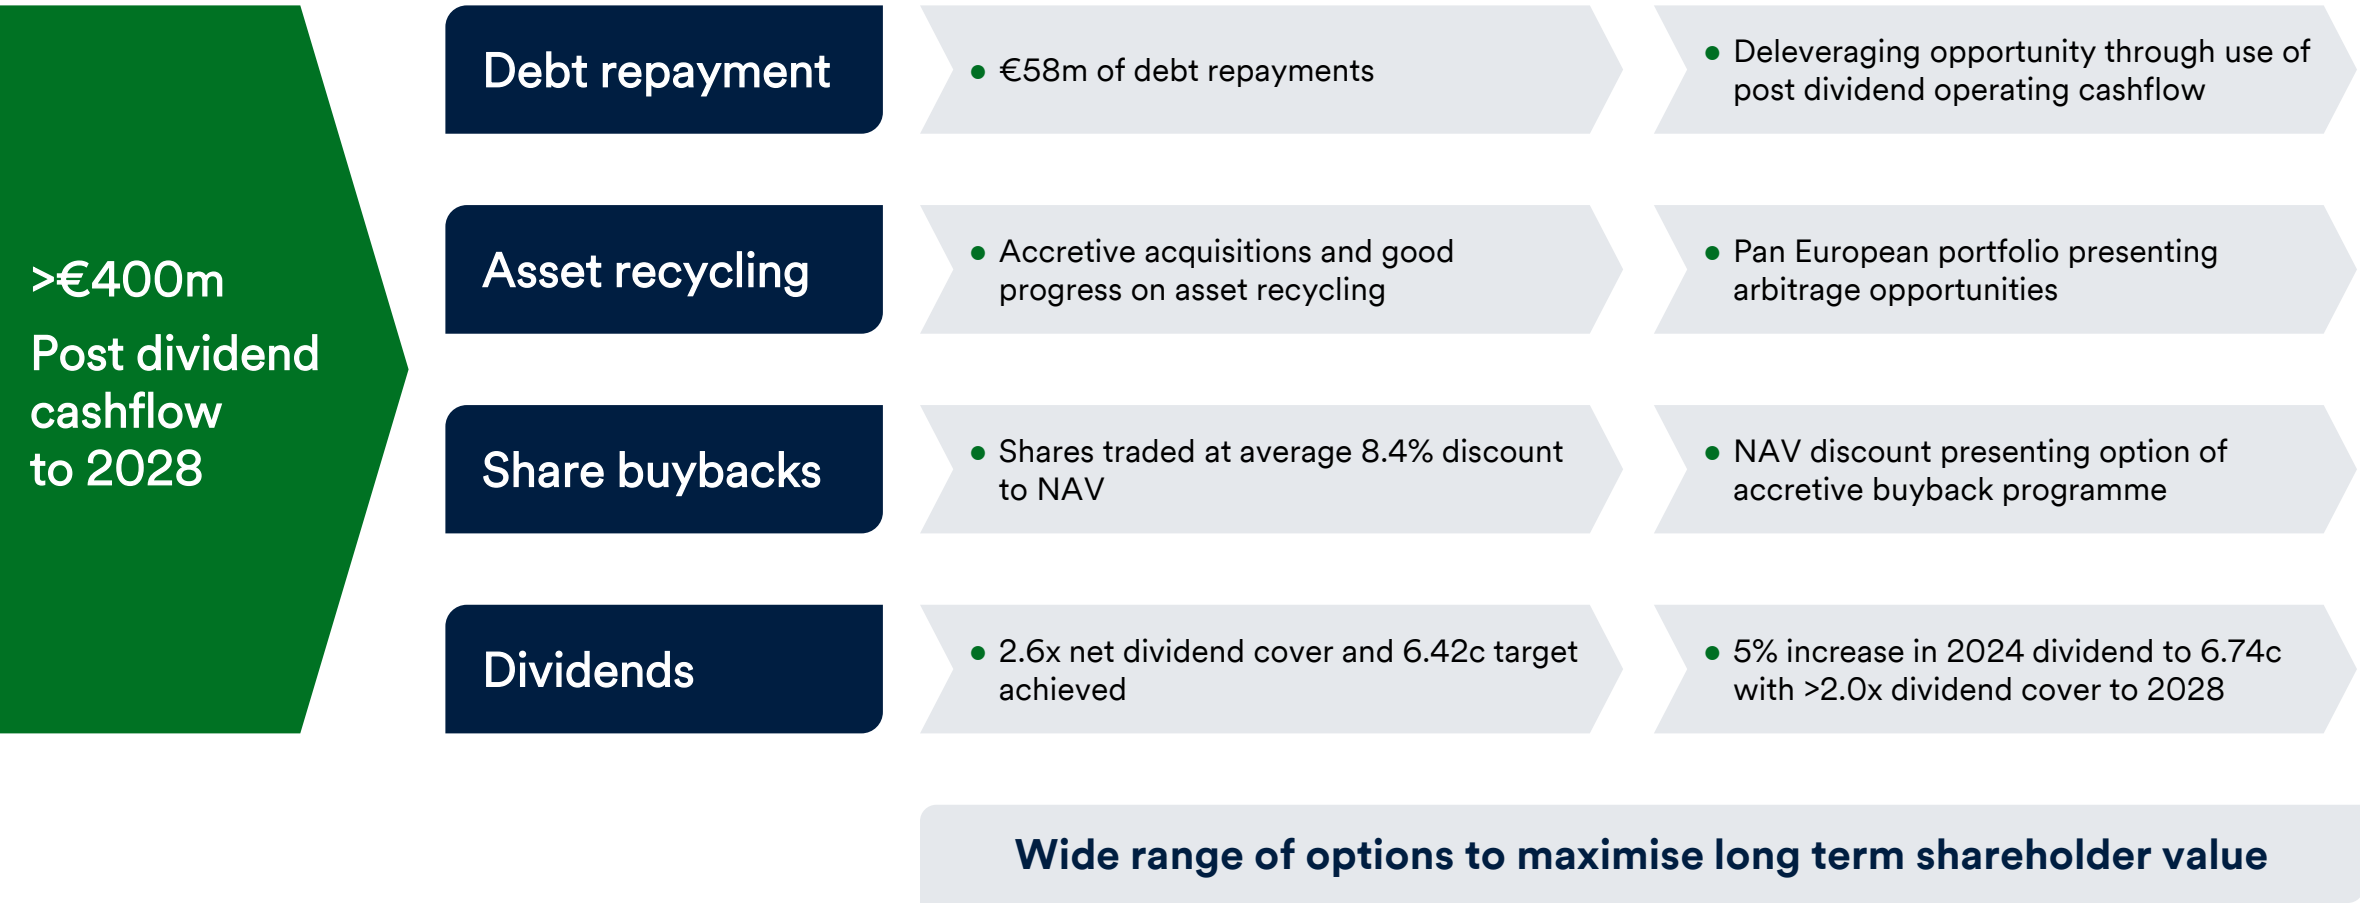 >€400m
Post dividend
cashflow
to 2028
Debt repayment
• €58m of debt repayments
• Deleveraging opportunity through use of
post dividend operating cashflow
Asset recycling
• Accretive acquisitions and good
progress on asset recycling
• Pan European portfolio presenting
arbitrage opportunities
Share buybacks
• Shares traded at average 8.4% discount
to NAV
• NAV discount presenting option of
accretive buyback programme
Dividends
• 2.6x net dividend cover and 6.42c target
achieved
• 5% increase in 2024 dividend to 6.74c
with >2.0x dividend cover to 2028
Wide range of options to maximise long term shareholder value